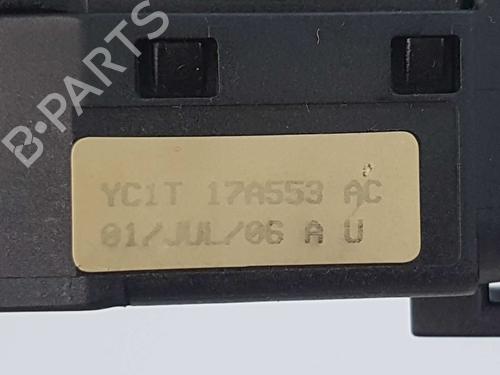 B-PARTS
YC1T 17A553 AC
01/JUL/06 A U